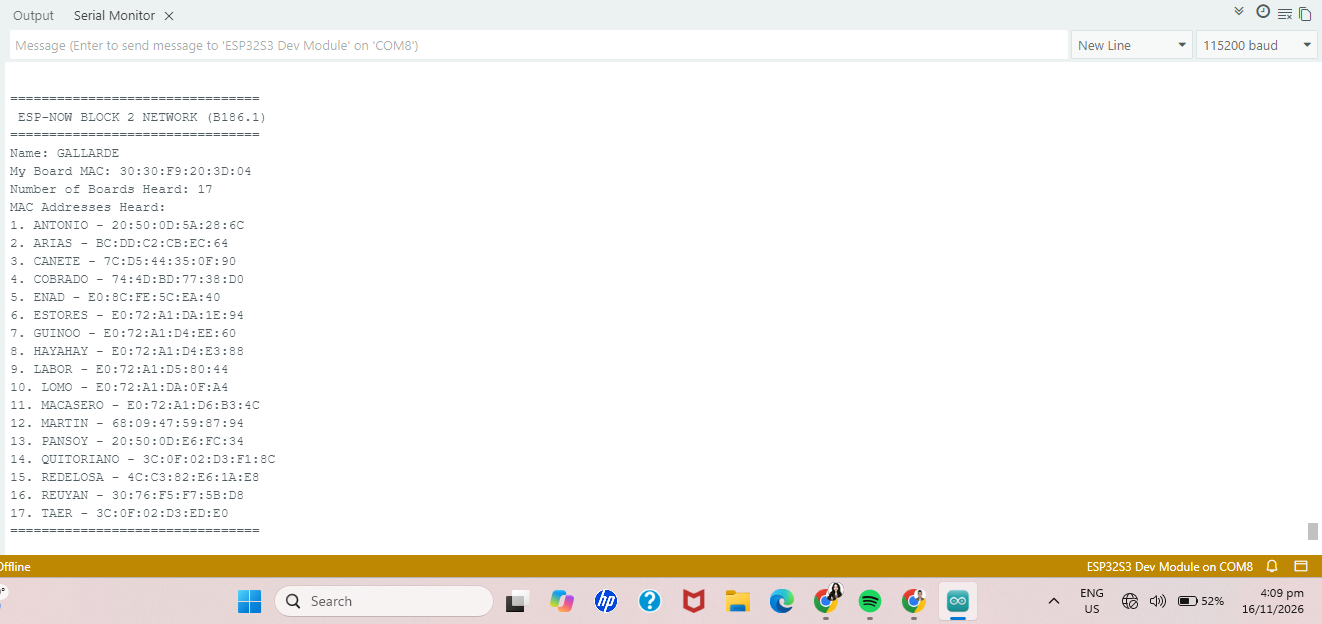 Output Serial Monitor
Message (Enter to send message to 'ESP32S3 Dev Module' on 'COM8')
New Line
115200 baud
================================
ESP-NOW BLOCK 2 NETWORK (B186.1)
================================
Name: GALLARDE
My Board MAC: 30:30:F9:20:3D:04
Number of Boards Heard: 17
MAC Addresses Heard:
1. ANTONIO - 20:50:0D:5A:28:6C
2. ARIAS - BC:DD:C2:CB:EC:64
3. CANETE - 7C:D5:44:35:0F:90
4. COBRADO - 74:4D:BD:77:38:D0
5. ENAD - E0:8C:FE:5C:EA:40
6. ESTORES - E0:72:A1:DA:1E:94
7. GUINOO - E0:72:A1:D4:EE:60
8. HAYAHAY - E0:72:A1:D4:E3:88
9. LABOR - E0:72:A1:D5:80:44
10. LOMO - E0:72:A1:DA:0F:A4
11. MACASERO - E0:72:A1:D6:B3:4C
12. MARTIN - 68:09:47:59:87:94
13. PANSOY - 20:50:0D:E6:FC:34
14. QUITORIANO - 3C:0F:02:D3:F1:8C
15. REDELOSA - 4C:C3:82:E6:1A:E8
16. REUYAN - 30:76:F5:F7:5B:D8
17. TAER - 3C:0F:02:D3:ED:E0
================================
Offline
ESP32S3 Dev Module on COM8
Search
hp
ENG
US
52%
4:09 pm
16/11/2026